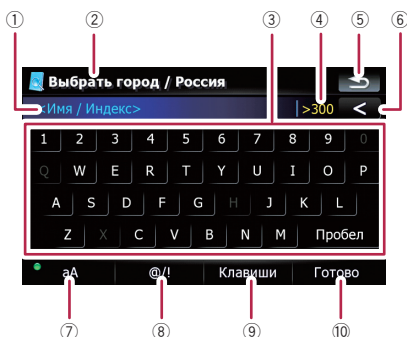 ① ② ③ ④ ⑤ ⑥
Выбрать город / Россия
<Имя / Индекс> >300 <
1 2 3 4 5 6 7 8 9 0
Q W E R T Y U I O P
A S D F G H J K L
Z X C V B N M Пробел
aA @/! Клавиши Готово
⑦ ⑧ ⑨ ⑩